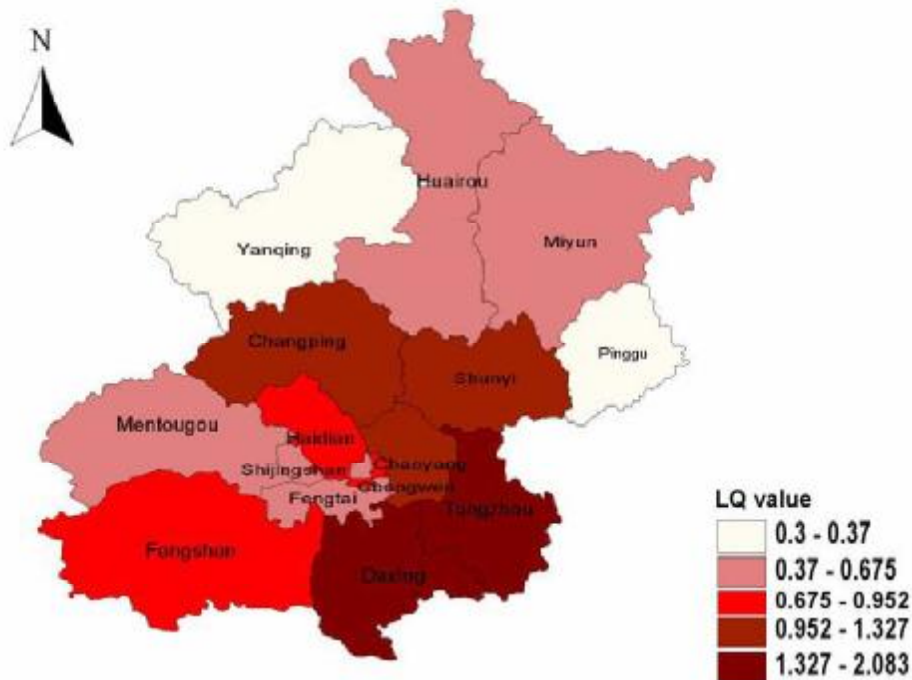 N
Huairou
Miyun
Yanqing
Changping
Shunyi
Pinggu
Mentougou
Haidian
Chaoyang
Shijingshan
Chongwen
Fengtai
Tongzhou
Fangshan
Daxing
LQ value
0.3 - 0.37
0.37 - 0.675
0.675 - 0.952
0.952 - 1.327
1.327 - 2.083